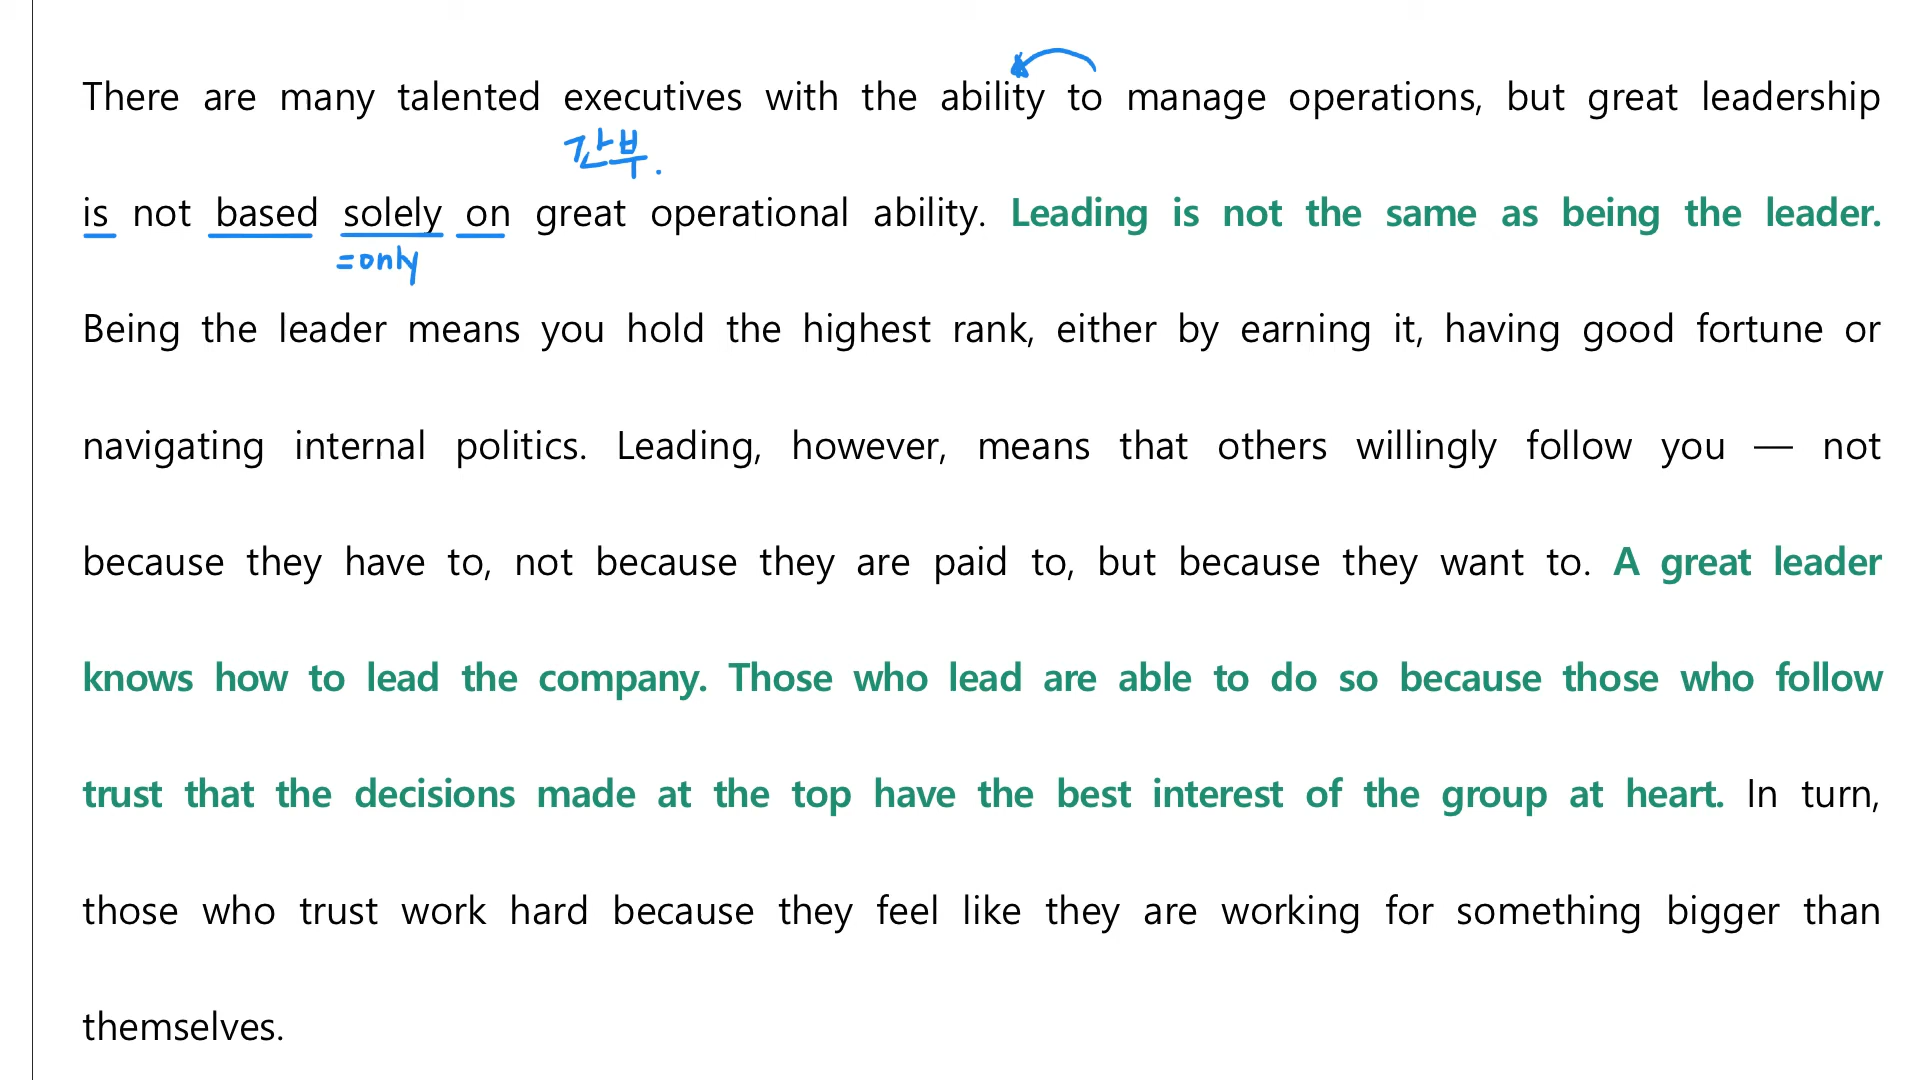 There are many talented executives with the ability to manage operations, but great leadership
간부.
is not based solely on great operational ability. Leading is not the same as being the leader.
=only
Being the leader means you hold the highest rank, either by earning it, having good fortune or
navigating internal politics. Leading, however, means that others willingly follow you — not
because they have to, not because they are paid to, but because they want to. A great leader
knows how to lead the company. Those who lead are able to do so because those who follow
trust that the decisions made at the top have the best interest of the group at heart. In turn,
those who trust work hard because they feel like they are working for something bigger than
themselves.